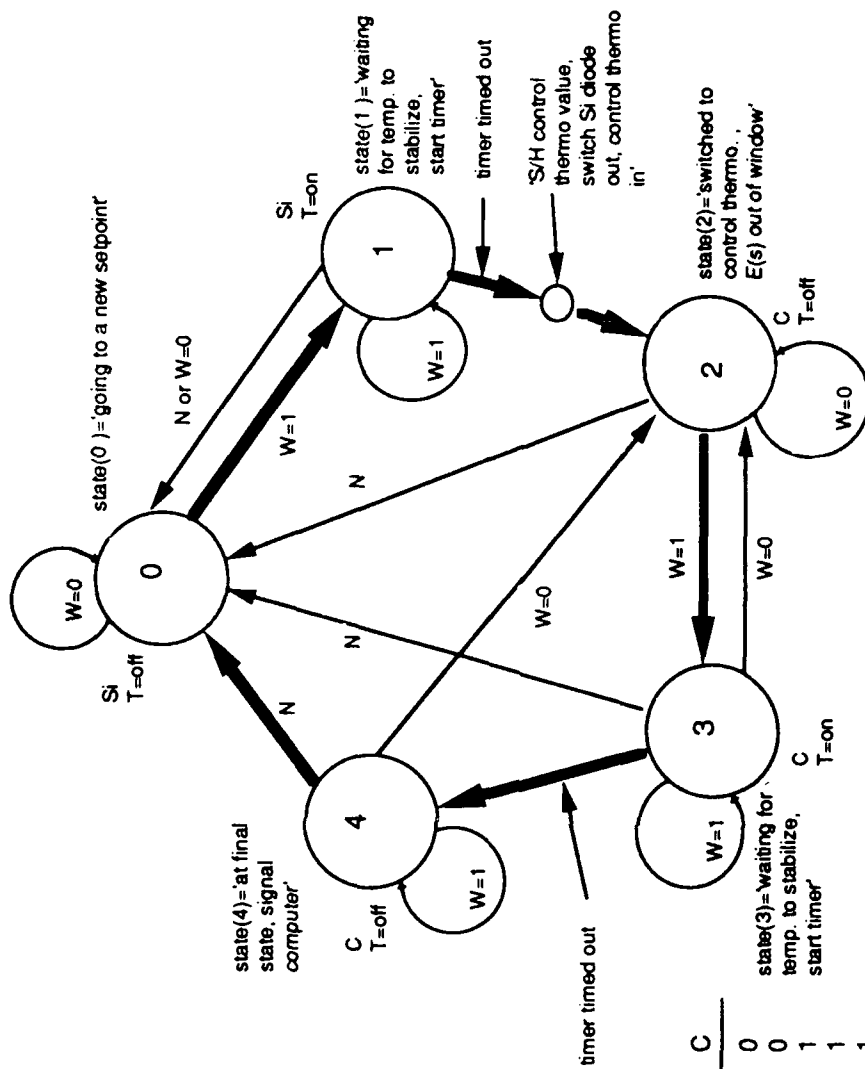 state(0 )='going to a new setpoint'
W=0
0
Si
T=off
N or W=0
W=1
Si
T=on
1
state(1 )='waiting
for temp. to
stabilize,
start timer'
W=1
timer timed out
'S/H control
thermo value,
switch Si diode
out, control thermo
in'
state(2)='switched to
control thermo. ,
E(s) out of window'
2
C
T=off
W=0
N
N
N
W=0
W=1
W=0
3
C
T=on
W=1
state(3)='waiting for
temp. to stabilize,
start timer'
timer timed out
4
state(4)='at final
state, signal
computer'
C
T=off
W=1
C
0
0
1
1
1